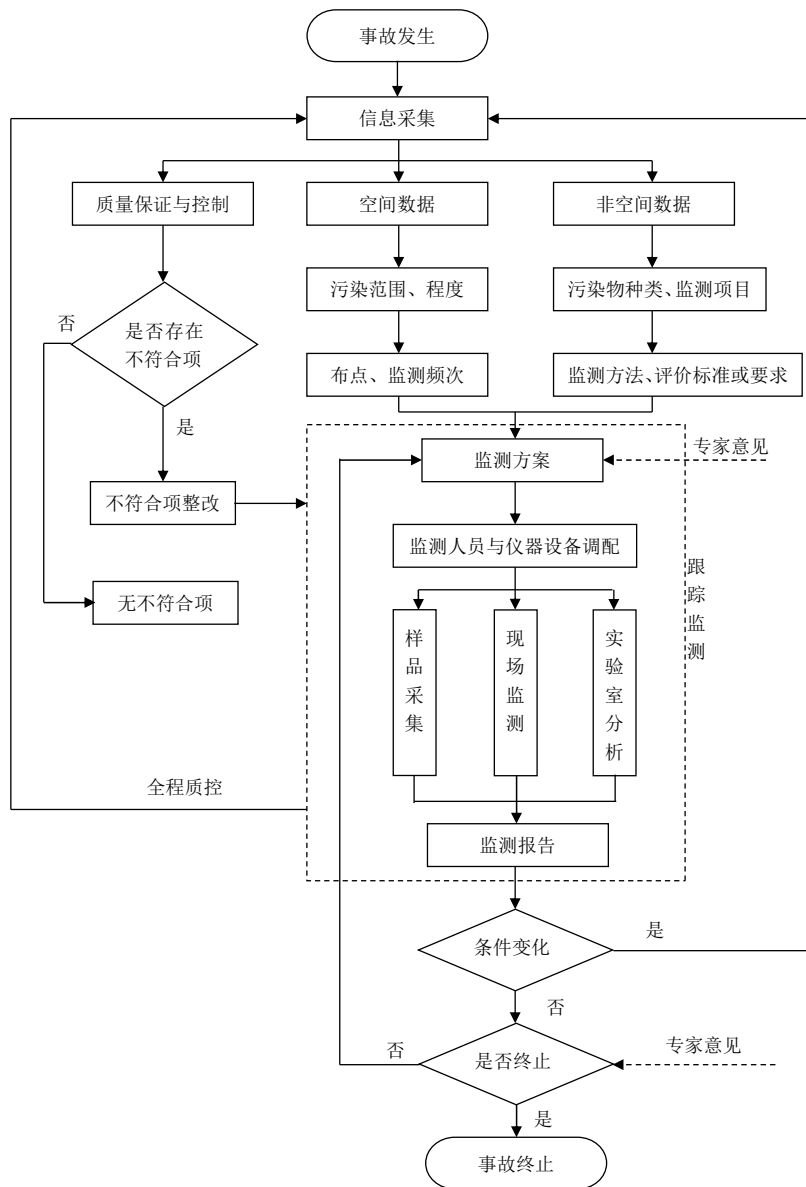 事故发生
信息采集
质量保证与控制
空间数据
非空间数据
污染范围、程度
污染物种类、监测项目
否
是否存在
不符合项
布点、监测频次
监测方法、评价标准或要求
是
监测方案
专家意见
不符合项整改
监测人员与仪器设备调配
无不符合项
跟踪监测
样品采集
现场监测
实验室分析
全程质控
监测报告
条件变化
是
否
是否终止
否
专家意见
是
事故终止